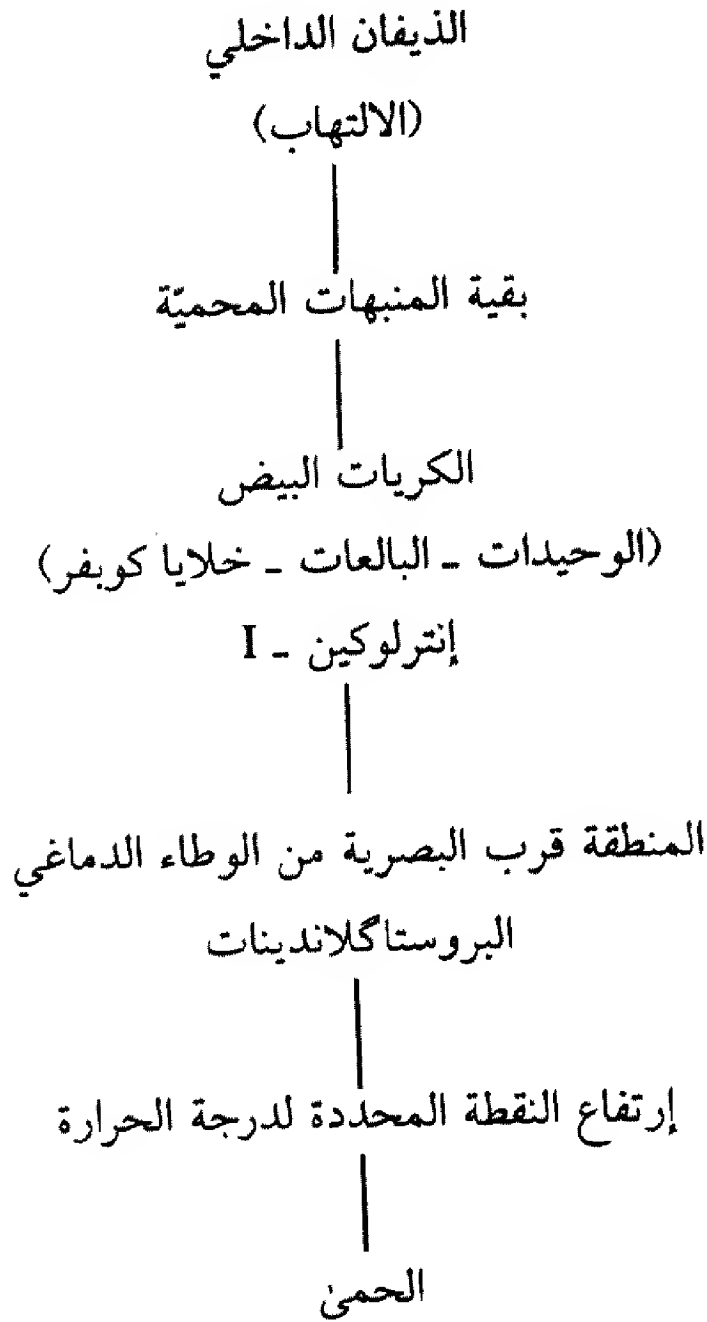 الذيفان الداخلي
(الالتهاب)
بقية المنبهات المحميّة
الكريات البيض
(الوحيدات - البالعات - خلايا كوبفر)
إنترلوكين - I
المنطقة قرب البصرية من الوطاء الدماغي
البروستاگلاندينات
إرتفاع النقطة المحددة لدرجة الحرارة
الحمىٰ